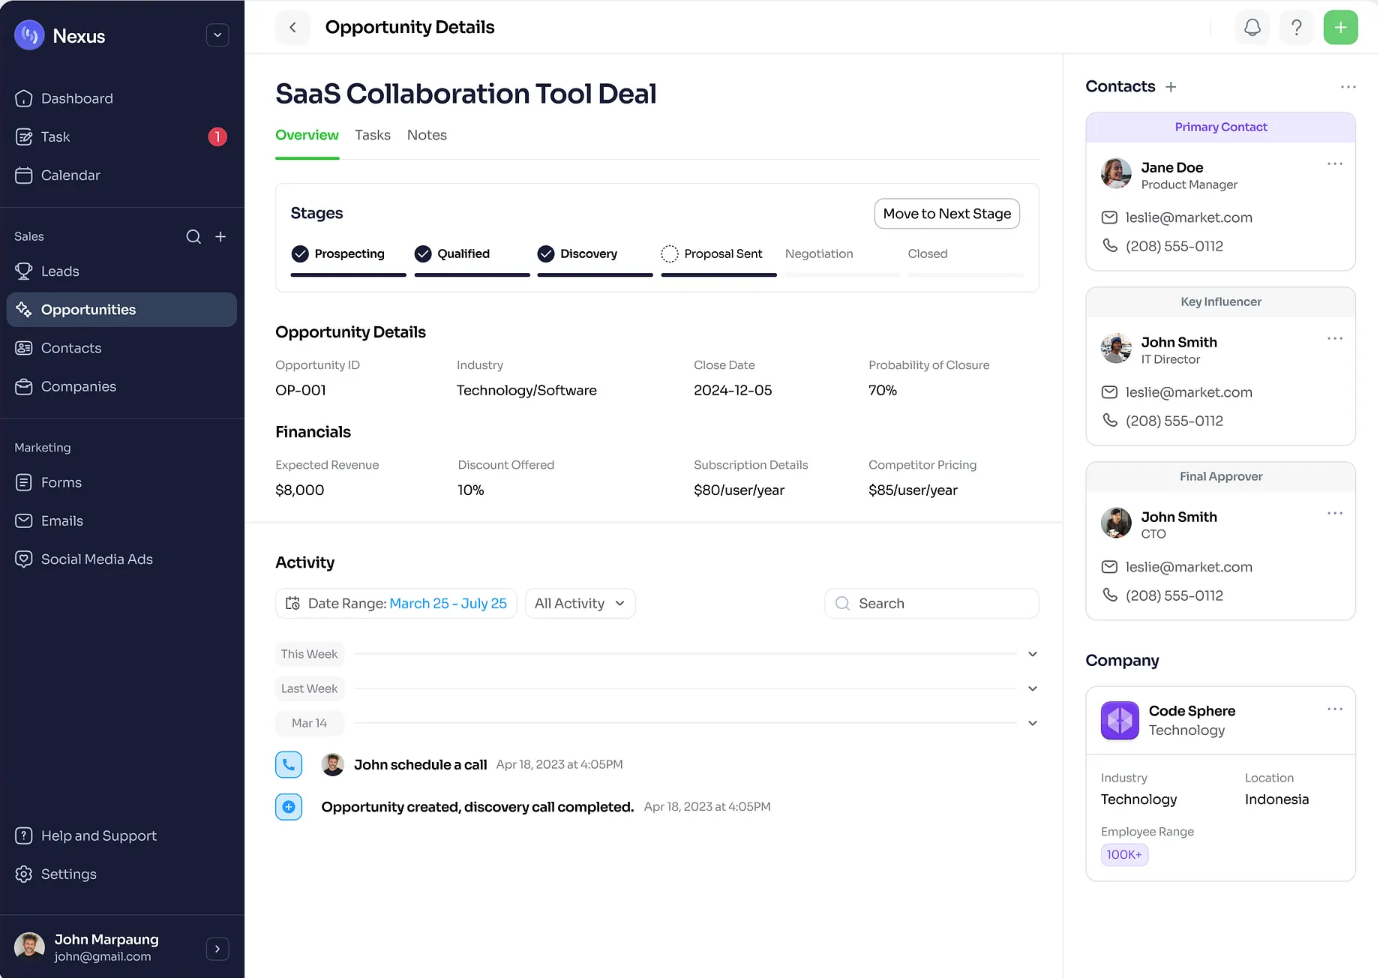 Nexus
Dashboard
Task 1
Calendar
Sales
Leads
Opportunities
Contacts
Companies
Marketing
Forms
Emails
Social Media Ads
Help and Support
Settings
John Marpaung
john@gmail.com
Opportunity Details
SaaS Collaboration Tool Deal
Overview Tasks Notes
Stages Move to Next Stage
Prospecting Qualified Discovery Proposal Sent Negotiation Closed
Opportunity Details
Opportunity ID Industry Close Date Probability of Closure
OP-001 Technology/Software 2024-12-05 70%
Financials
Expected Revenue Discount Offered Subscription Details Competitor Pricing
$8,000 10% $80/user/year $85/user/year
Activity
Date Range: March 25 - July 25 All Activity Search
This Week
Last Week
Mar 14
John schedule a call Apr 18, 2023 at 4:05PM
Opportunity created, discovery call completed. Apr 18, 2023 at 4:05PM
Contacts
Primary Contact
Jane Doe
Product Manager
leslie@market.com
(208) 555-0112
Key Influencer
John Smith
IT Director
leslie@market.com
(208) 555-0112
Final Approver
John Smith
CTO
leslie@market.com
(208) 555-0112
Company
Code Sphere
Technology
Industry Location
Technology Indonesia
Employee Range
100K+